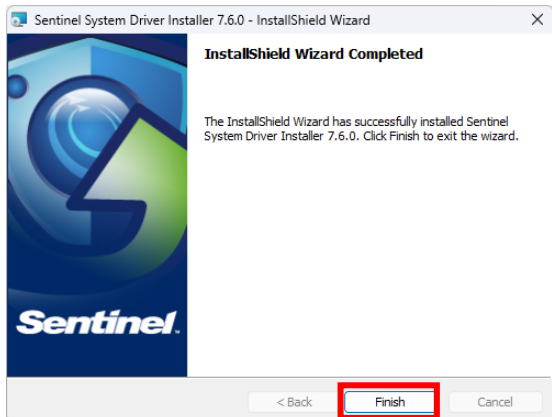 Sentinel System Driver Installer 7.6.0 - InstallShield Wizard
InstallShield Wizard Completed
The InstallShield Wizard has successfully installed Sentinel
System Driver Installer 7.6.0. Click Finish to exit the wizard.
Sentinel.
< Back
Finish
Cancel